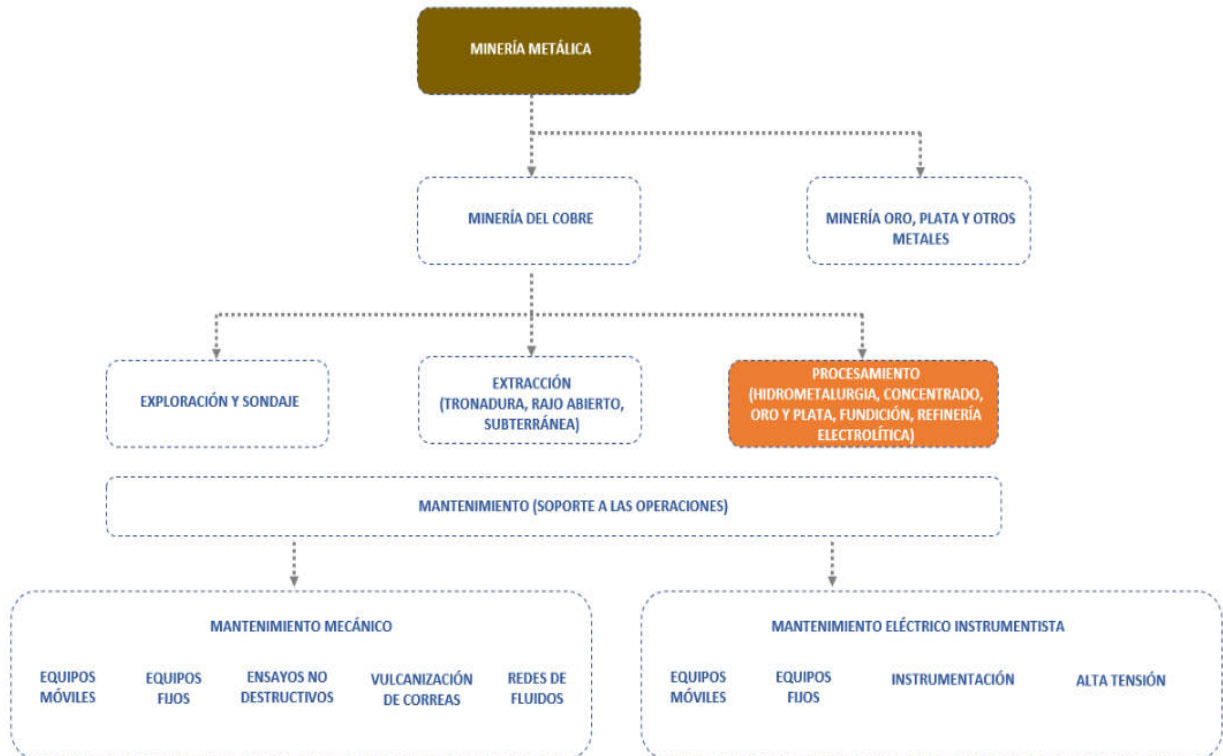 MINERÍA METÁLICA
MINERÍA DEL COBRE
MINERÍA ORO, PLATA Y OTROS
METALES
EXPLORACIÓN Y SONDAJE
EXTRACCIÓN
(TRONADURA, RAJO ABIERTO,
SUBTERRÁNEA)
PROCESAMIENTO
(HIDROMETALURGIA, CONCENTRADO,
ORO Y PLATA, FUNDICIÓN, REFINERÍA
ELECTROLÍTICA)
MANTENIMIENTO (SOPORTE A LAS OPERACIONES)
MANTENIMIENTO MECÁNICO
EQUIPOS
MÓVILES
EQUIPOS
FIJOS
ENSAYOS NO
DESTRUCTIVOS
VULCANIZACIÓN
DE CORREAS
REDES DE
FLUIDOS
MANTENIMIENTO ELÉCTRICO INSTRUMENTISTA
EQUIPOS
MÓVILES
EQUIPOS
FIJOS
INSTRUMENTACIÓN
ALTA TENSIÓN